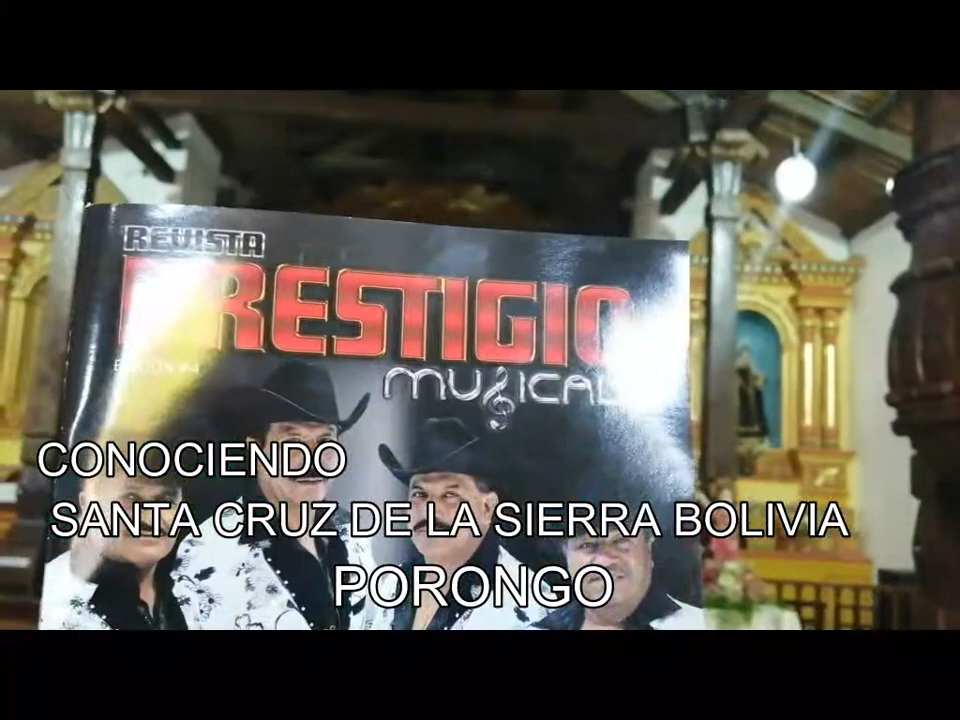 REVISTA
PRESTIGIO
MUSICAL
CONOCIENDO
SANTA CRUZ DE LA SIERRA BOLIVIA
PORONGO